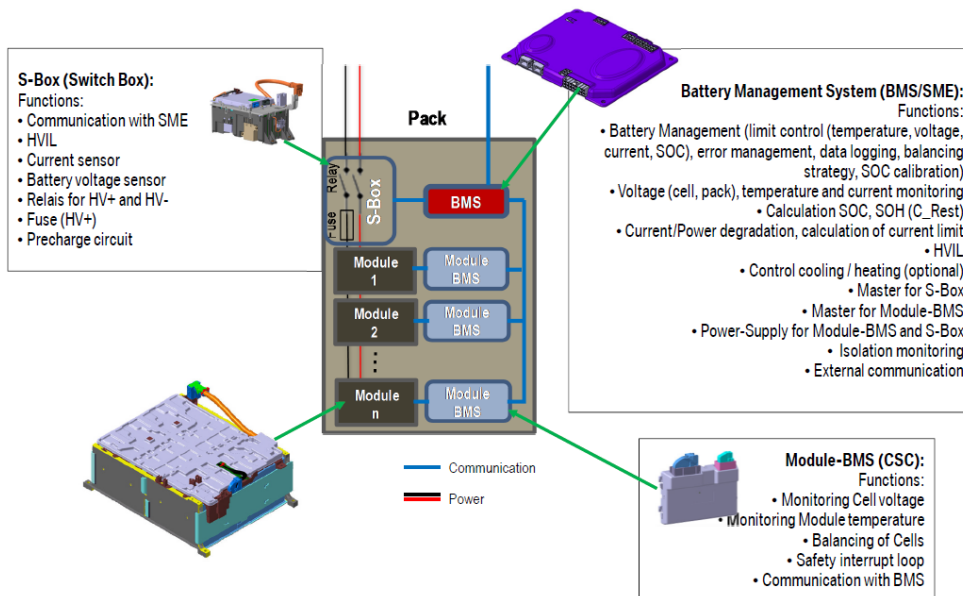 S-Box (Switch Box):
Functions:
• Communication with SME
• HVIL
• Current sensor
• Battery voltage sensor
• Relais for HV+ and HV-
• Fuse (HV+)
• Precharge circuit
Pack
Relay
Fuse
S-Box
BMS
Module
1
Module
BMS
Module
2
Module
BMS
Module
n
Module
BMS
Communication
Power
Battery Management System (BMS/SME):
Functions:
• Battery Management (limit control (temperature, voltage,
current, SOC), error management, data logging, balancing
strategy, SOC calibration)
• Voltage (cell, pack), temperature and current monitoring
• Calculation SOC, SOH (C_Rest)
• Current/Power degradation, calculation of current limit
• HVIL
• Control cooling / heating (optional)
• Master for S-Box
• Master for Module-BMS
• Power-Supply for Module-BMS and S-Box
• Isolation monitoring
• External communication
Module-BMS (CSC):
Functions:
• Monitoring Cell voltage
• Monitoring Module temperature
• Balancing of Cells
• Safety interrupt loop
• Communication with BMS